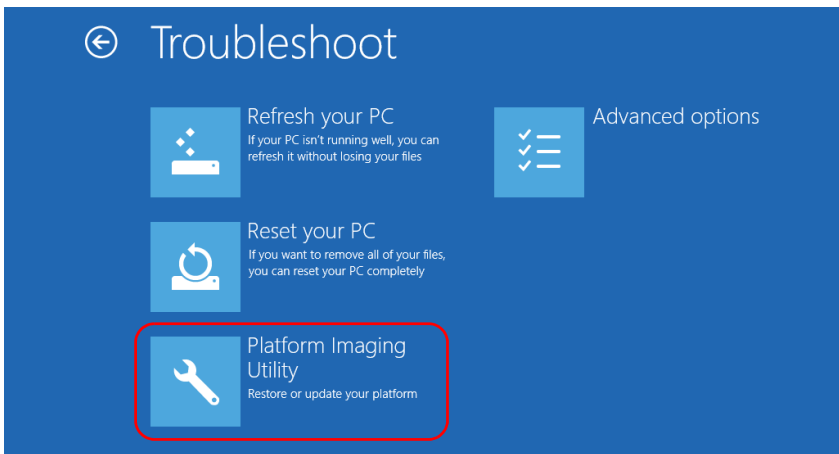 Troubleshoot
Refresh your PC
If your PC isn't running well, you can
refresh it without losing your files
Reset your PC
If you want to remove all of your files,
you can reset your PC completely
Platform Imaging
Utility
Restore or update your platform
Advanced options